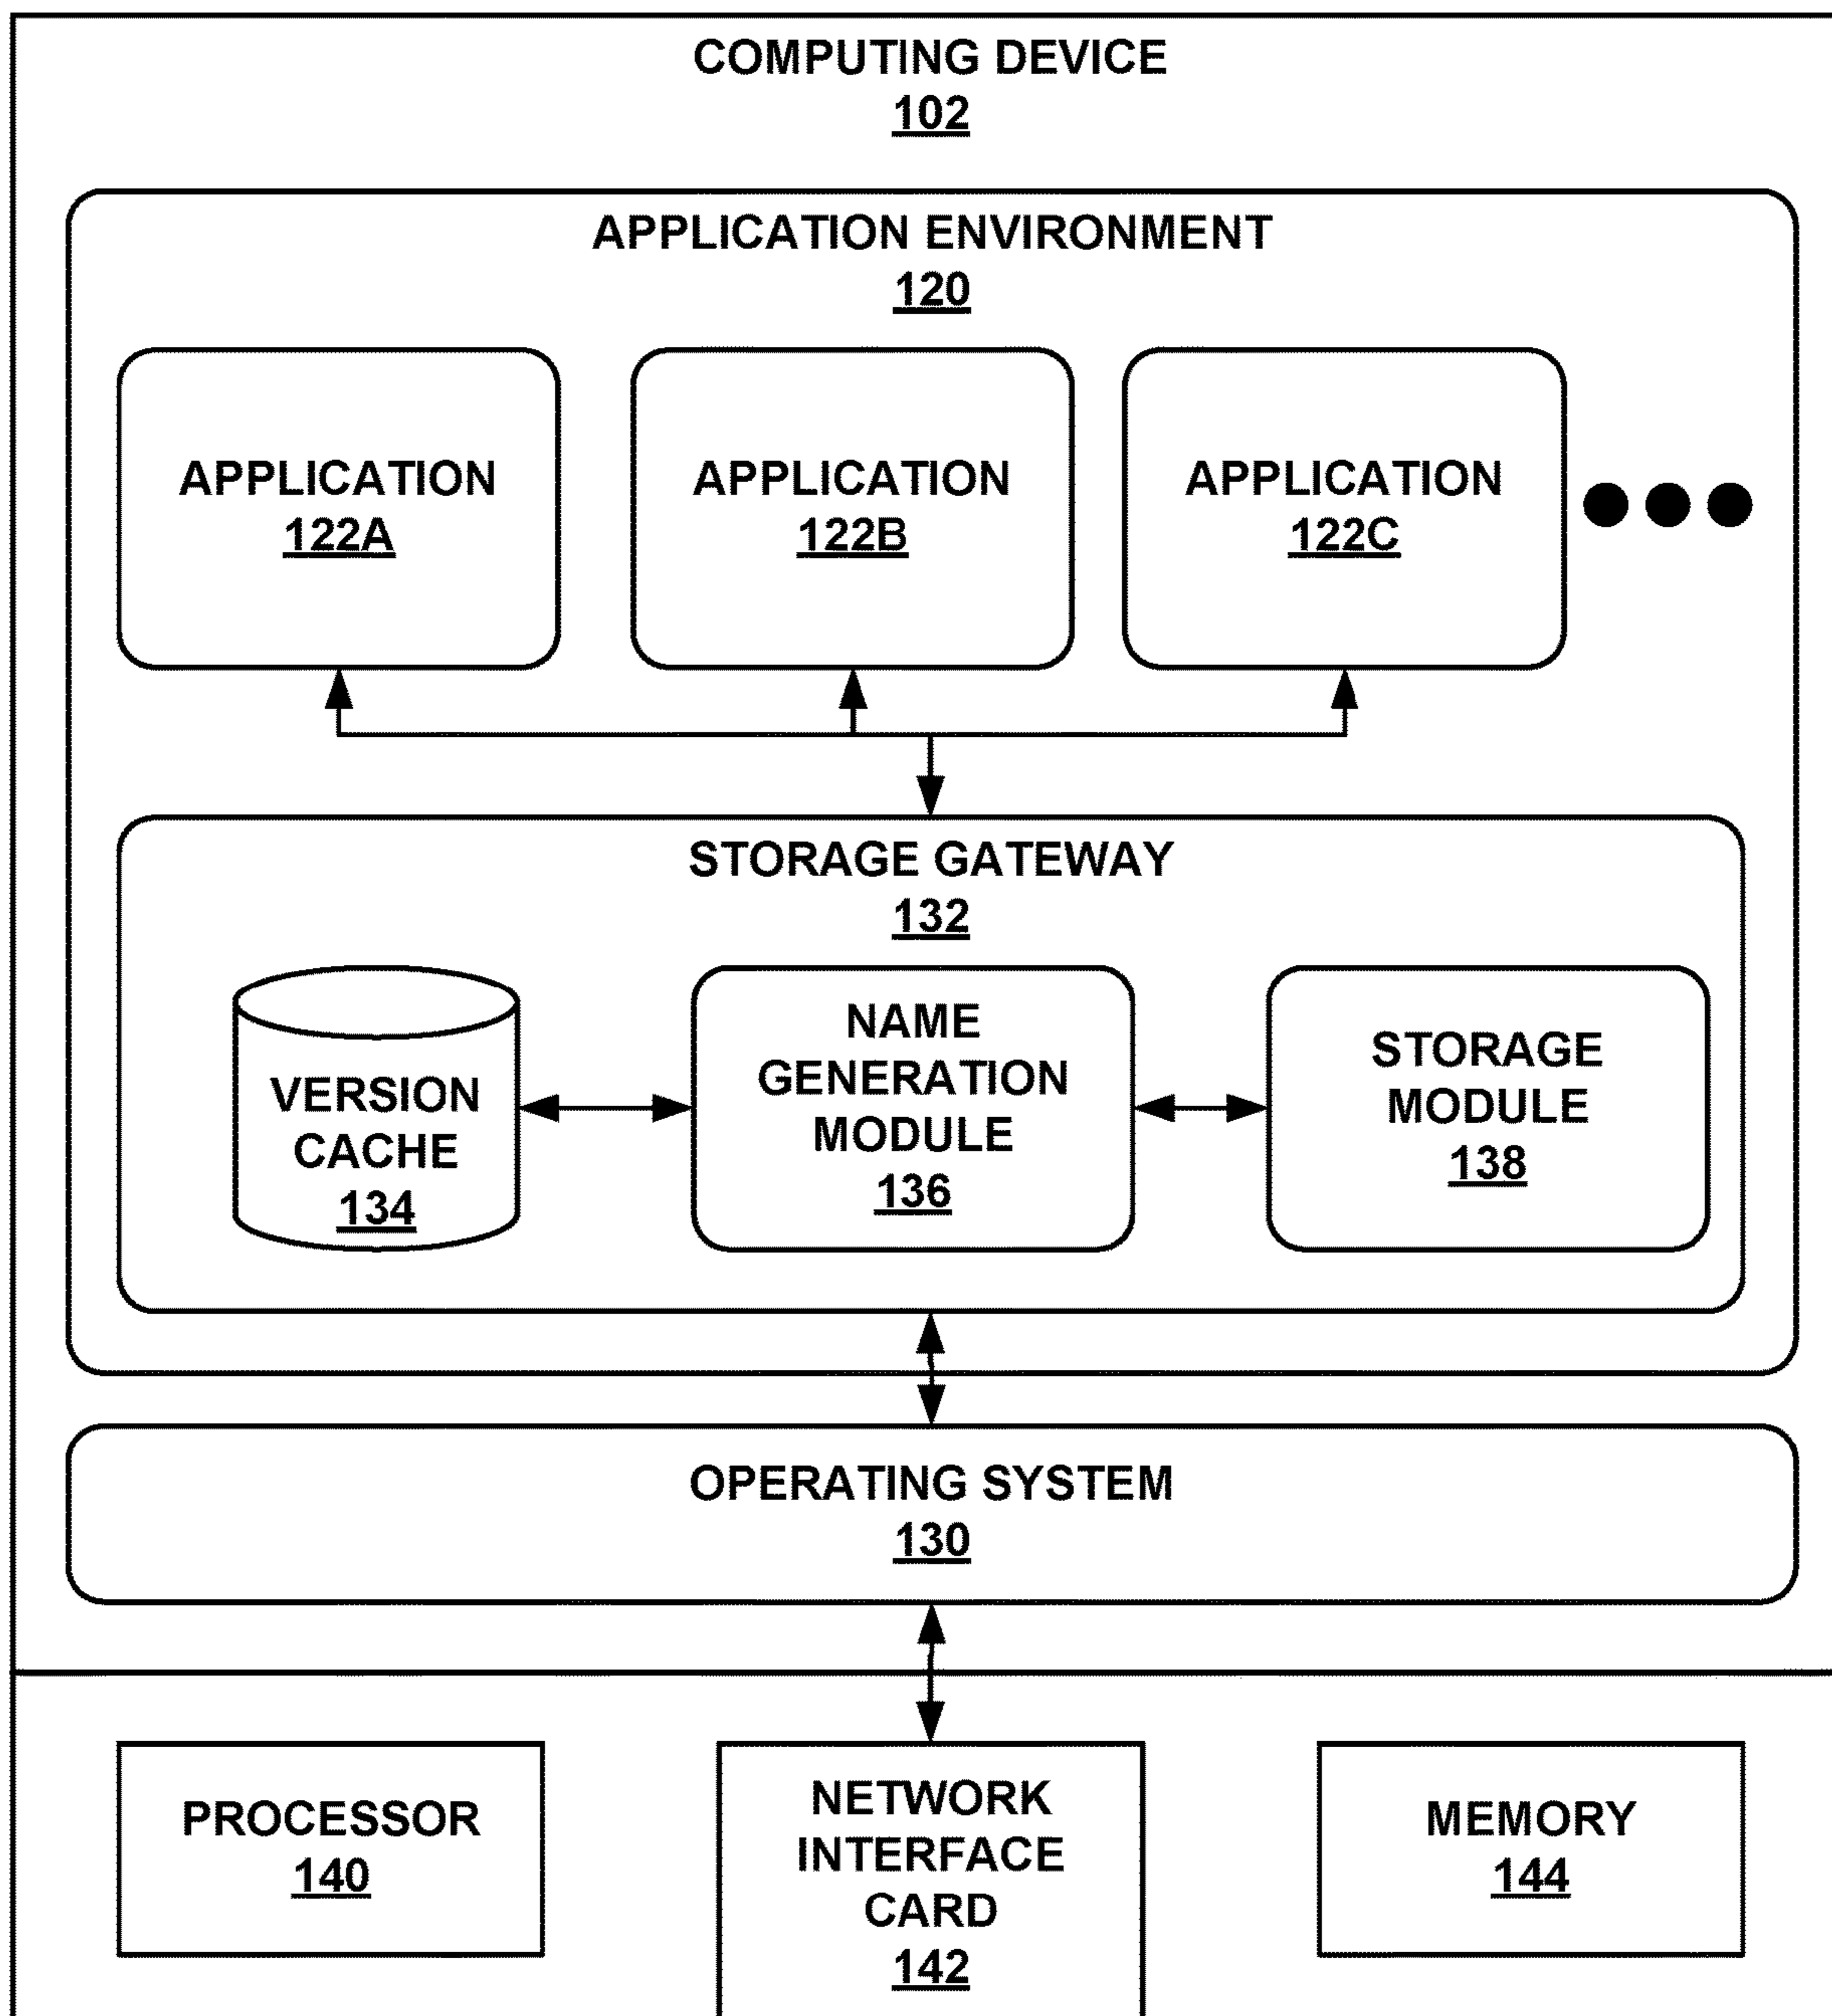 COMPUTING DEVICE
102
APPLICATION ENVIRONMENT
120
APPLICATION
122A
APPLICATION
122B
APPLICATION
122C
STORAGE GATEWAY
132
VERSION
CACHE
134
NAME
GENERATION
MODULE
136
STORAGE
MODULE
138
OPERATING SYSTEM
130
PROCESSOR
140
NETWORK
INTERFACE
CARD
142
MEMORY
144